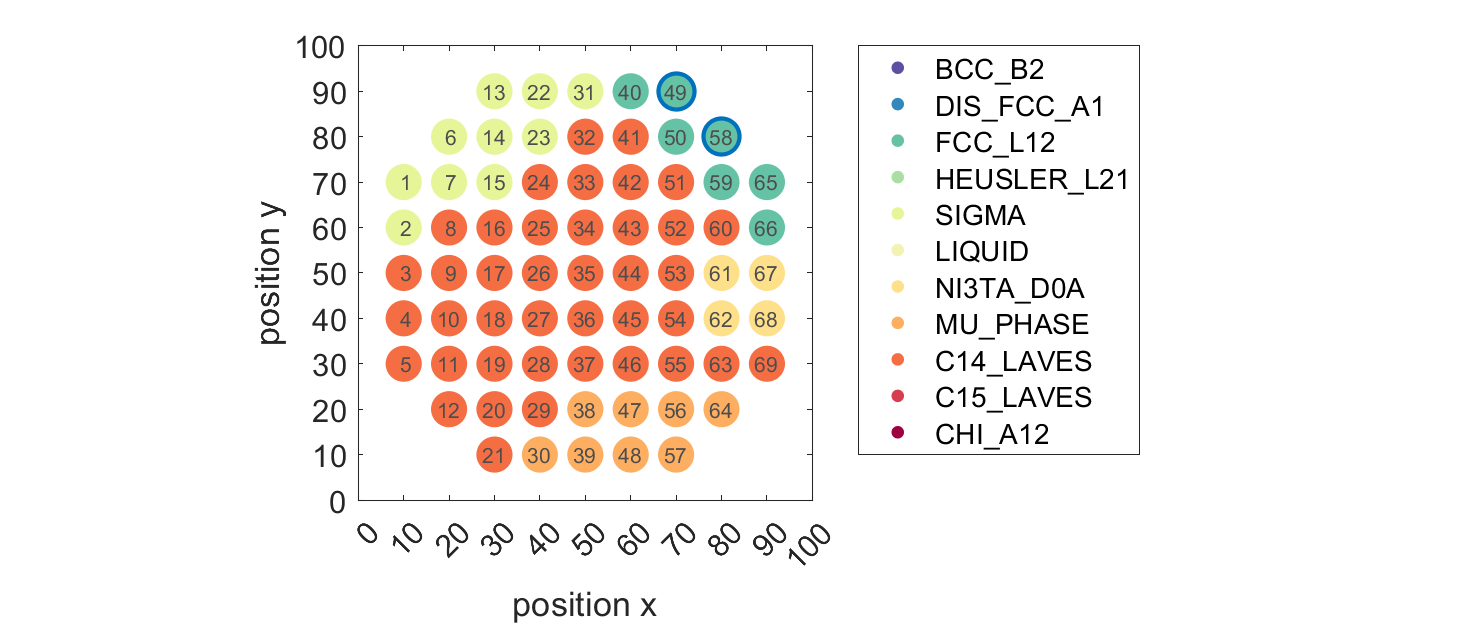 100
90
80
70
60
50
40
30
20
10
0
position y
13 22 31 40 49
6 14 23 32 41 50 58
1 7 15 24 33 42 51 59 65
2 8 16 25 34 43 52 60 66
3 9 17 26 35 44 53 61 67
4 10 18 27 36 45 54 62 68
5 11 19 28 37 46 55 63 69
12 20 29 38 47 56 64
21 30 39 48 57
0 10 20 30 40 50 60 70 80 90 100
position x
BCC_B2
DIS_FCC_A1
FCC_L12
HEUSLER_L21
SIGMA
LIQUID
NI3TA_D0A
MU_PHASE
C14_LAVES
C15_LAVES
CHI_A12